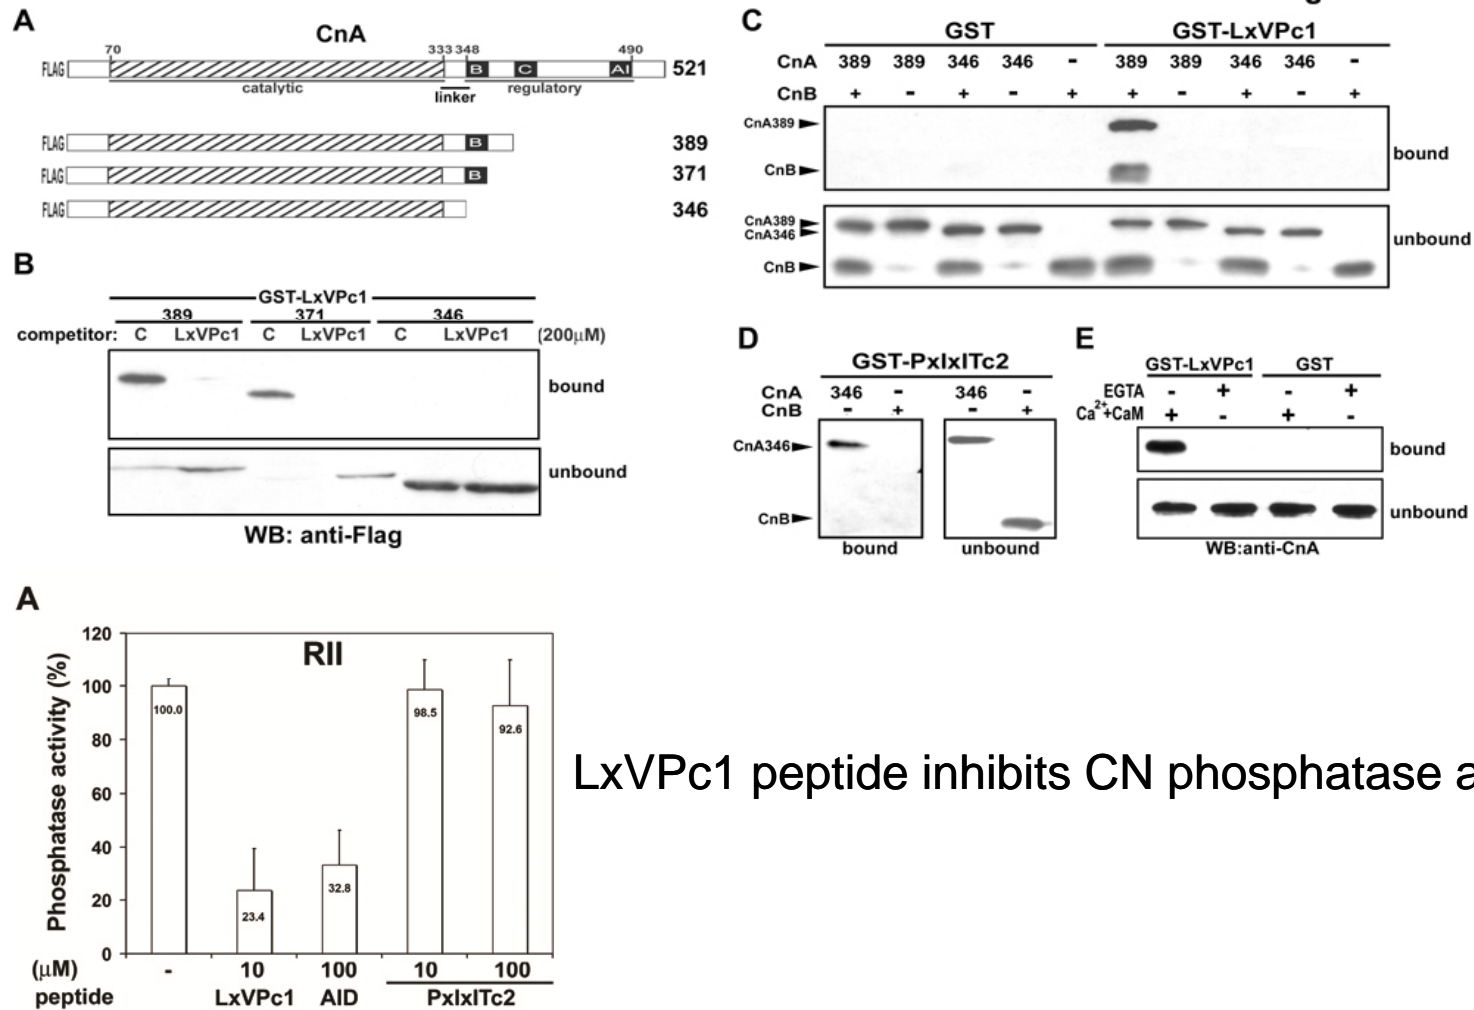 A
CnA
70 333 348 490
FLAG B C AI 521
catalytic linker regulatory
FLAG B 389
FLAG B 371
FLAG 346
B
GST-LxVPc1
389 371 346
competitor: C LxVPc1 C LxVPc1 C LxVPc1 (200µM)
bound
unbound
WB: anti-Flag
C
GST GST-LxVPc1
CnA 389 389 346 346 - 389 389 346 346 -
CnB + - + - + + - + - +
CnA389
CnB
bound
CnA389
CnA346
CnB
unbound
D
GST-PxIxITc2
CnA 346 - 346 -
CnB - + - +
CnA346
CnB
bound unbound
E
GST-LxVPc1 GST
EGTA - + - +
Ca2++CaM + - + -
bound
unbound
WB:anti-CnA
A
RII
Phosphatase activity (%)
120
100
80
60
40
20
0
100.0
23.4
32.8
98.5
92.6
(µM) - 10 100 10 100
peptide LxVPc1 AID PxIxITc2
LxVPc1 peptide inhibits CN phosphatase a